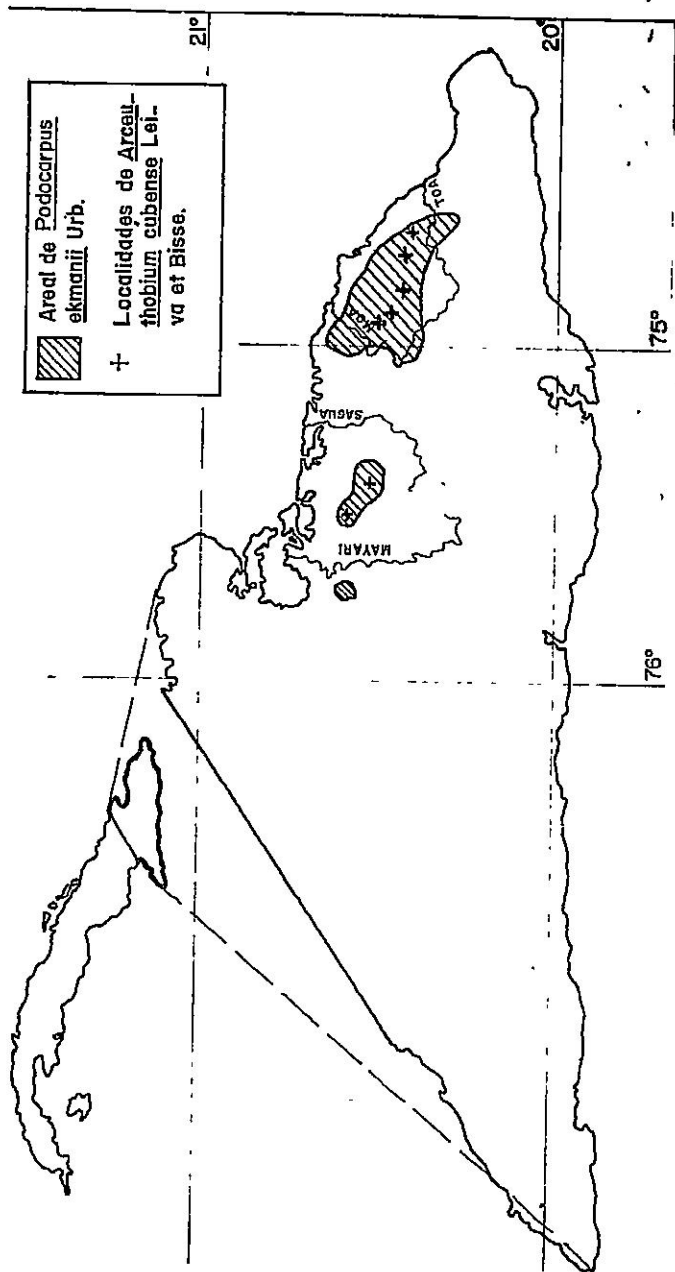 Areal de Podocarpus
ekmanii Urb.
Localidades de Arceu-
thobium cubense Lei-
va et Bisse.
21°
20°
75°
76°
TOA
SAGUA
MAYARI